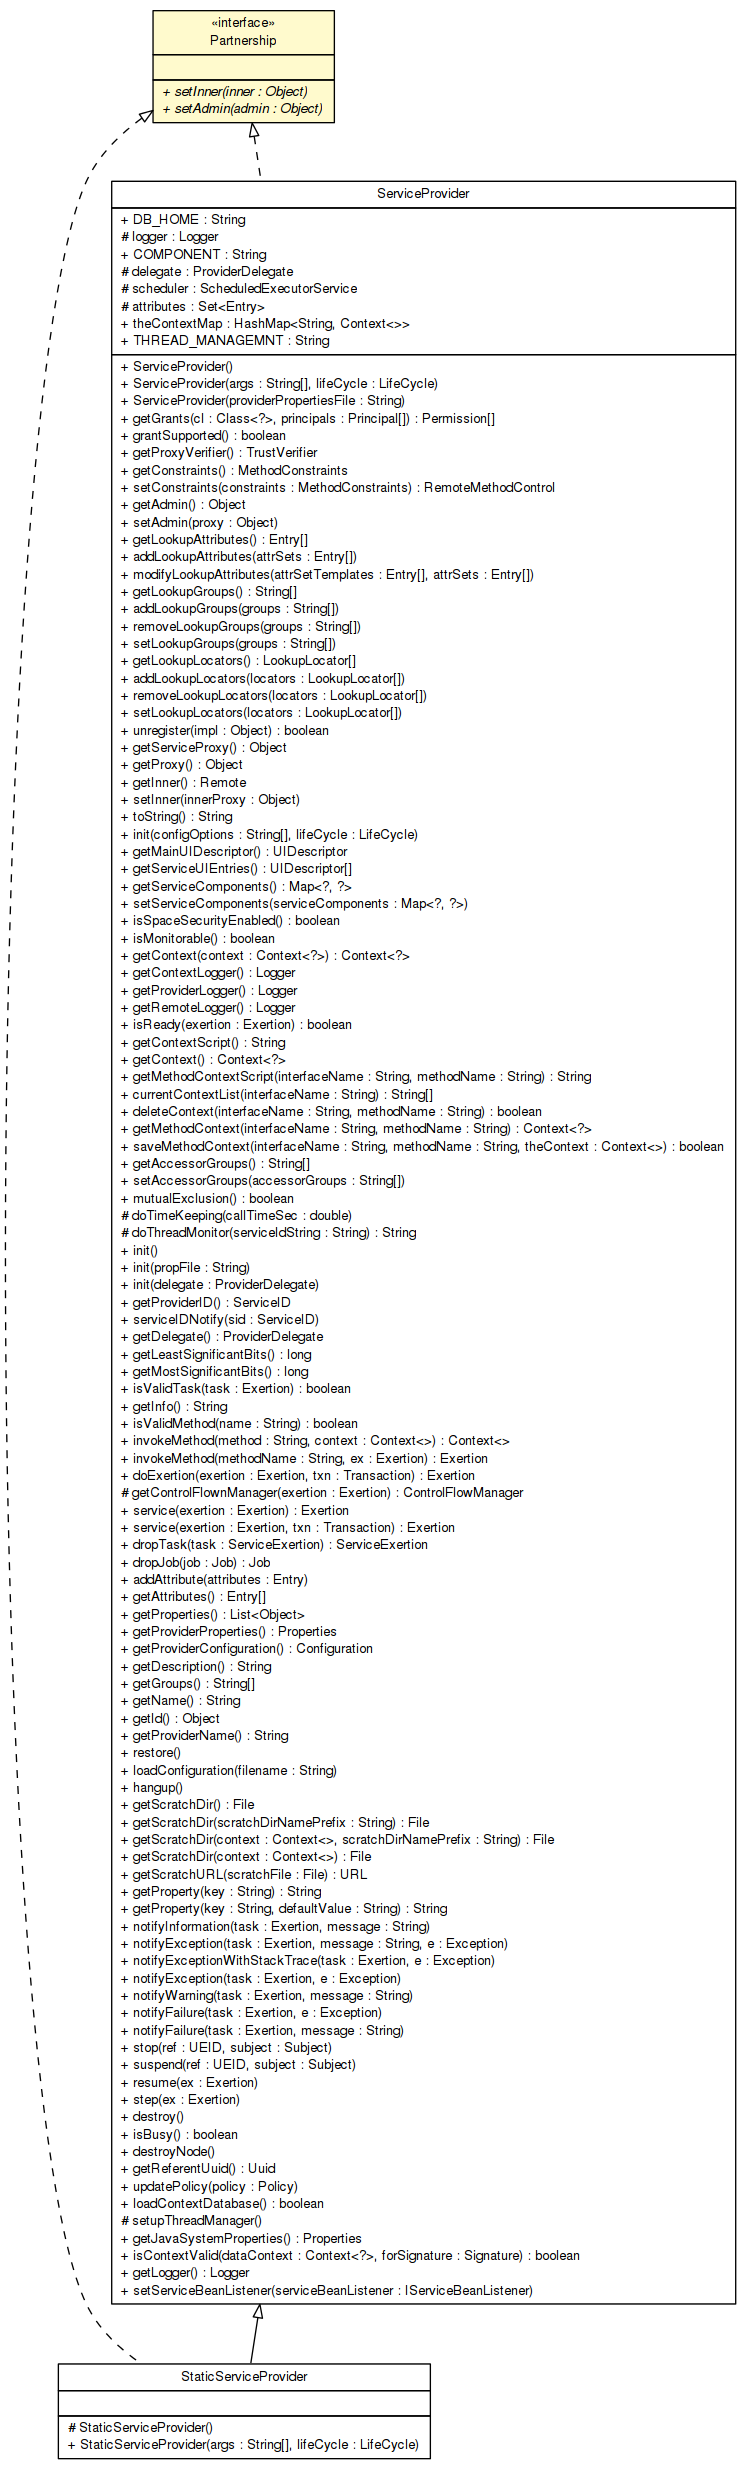 «interface»
Partnership
+ setInner(inner : Object)
+ setAdmin(admin : Object)
ServiceProvider
+ DB_HOME : String
# logger : Logger
+ COMPONENT : String
# delegate : ProviderDelegate
# scheduler : ScheduledExecutorService
# attributes : Set<Entry>
+ theContextMap : HashMap<String, Context<>>
+ THREAD_MANAGEMNT : String
+ ServiceProvider()
+ ServiceProvider(args : String[], lifeCycle : LifeCycle)
+ ServiceProvider(providerPropertiesFile : String)
+ getGrants(cl : Class<?>, principals : Principal[]) : Permission[]
+ grantSupported() : boolean
+ getProxyVerifier() : TrustVerifier
+ getConstraints() : MethodConstraints
+ setConstraints(constraints : MethodConstraints) : RemoteMethodControl
+ getAdmin() : Object
+ setAdmin(proxy : Object)
+ getLookupAttributes() : Entry[]
+ addLookupAttributes(attrSets : Entry[])
+ modifyLookupAttributes(attrSetTemplates : Entry[], attrSets : Entry[])
+ getLookupGroups() : String[]
+ addLookupGroups(groups : String[])
+ removeLookupGroups(groups : String[])
+ setLookupGroups(groups : String[])
+ getLookupLocators() : LookupLocator[]
+ addLookupLocators(locators : LookupLocator[])
+ removeLookupLocators(locators : LookupLocator[])
+ setLookupLocators(locators : LookupLocator[])
+ unregister(impl : Object) : boolean
+ getServiceProxy() : Object
+ getProxy() : Object
+ getInner() : Remote
+ setInner(innerProxy : Object)
+ toString() : String
+ init(configOptions : String[], lifeCycle : LifeCycle)
+ getMainUIDescriptor() : UIDescriptor
+ getServiceUIEntries() : UIDescriptor[]
+ getServiceComponents() : Map<?, ?>
+ setServiceComponents(serviceComponents : Map<?, ?>)
+ isSpaceSecurityEnabled() : boolean
+ isMonitorable() : boolean
+ getContext(context : Context<?>) : Context<?>
+ getContextLogger() : Logger
+ getProviderLogger() : Logger
+ getRemoteLogger() : Logger
+ isReady(exertion : Exertion) : boolean
+ getContextScript() : String
+ getContext() : Context<?>
+ getMethodContextScript(interfaceName : String, methodName : String) : String
+ currentContextList(interfaceName : String) : String[]
+ deleteContext(interfaceName : String, methodName : String) : boolean
+ getMethodContext(interfaceName : String, methodName : String) : Context<?>
+ saveMethodContext(interfaceName : String, methodName : String, theContext : Context<>) : boolean
+ getAccessorGroups() : String[]
+ setAccessorGroups(accessorGroups : String[])
+ mutualExclusion() : boolean
# doTimeKeeping(callTimeSec : double)
# doThreadMonitor(serviceIdString : String) : String
+ init()
+ init(propFile : String)
+ init(delegate : ProviderDelegate)
+ getProviderID() : ServiceID
+ serviceIDNotify(sid : ServiceID)
+ getDelegate() : ProviderDelegate
+ getLeastSignificantBits() : long
+ getMostSignificantBits() : long
+ isValidTask(task : Exertion) : boolean
+ getInfo() : String
+ isValidMethod(name : String) : boolean
+ invokeMethod(method : String, context : Context<>) : Context<>
+ invokeMethod(methodName : String, ex : Exertion) : Exertion
+ doExertion(exertion : Exertion, txn : Transaction) : Exertion
# getControlFlownManager(exertion : Exertion) : ControlFlowManager
+ service(exertion : Exertion) : Exertion
+ service(exertion : Exertion, txn : Transaction) : Exertion
+ dropTask(task : ServiceExertion) : ServiceExertion
+ dropJob(job : Job) : Job
+ addAttribute(attributes : Entry)
+ getAttributes() : Entry[]
+ getProperties() : List<Object>
+ getProviderProperties() : Properties
+ getProviderConfiguration() : Configuration
+ getDescription() : String
+ getGroups() : String[]
+ getName() : String
+ getId() : Object
+ getProviderName() : String
+ restore()
+ loadConfiguration(filename : String)
+ hangup()
+ getScratchDir() : File
+ getScratchDir(scratchDirNamePrefix : String) : File
+ getScratchDir(context : Context<>, scratchDirNamePrefix : String) : File
+ getScratchDir(context : Context<>) : File
+ getScratchURL(scratchFile : File) : URL
+ getProperty(key : String) : String
+ getProperty(key : String, defaultValue : String) : String
+ notifyInformation(task : Exertion, message : String)
+ notifyException(task : Exertion, message : String, e : Exception)
+ notifyExceptionWithStackTrace(task : Exertion, e : Exception)
+ notifyException(task : Exertion, e : Exception)
+ notifyWarning(task : Exertion, message : String)
+ notifyFailure(task : Exertion, e : Exception)
+ notifyFailure(task : Exertion, message : String)
+ stop(ref : UEID, subject : Subject)
+ suspend(ref : UEID, subject : Subject)
+ resume(ex : Exertion)
+ step(ex : Exertion)
+ destroy()
+ isBusy() : boolean
+ destroyNode()
+ getReferentUuid() : Uuid
+ updatePolicy(policy : Policy)
+ loadContextDatabase() : boolean
# setupThreadManager()
+ getJavaSystemProperties() : Properties
+ isContextValid(dataContext : Context<?>, forSignature : Signature) : boolean
+ getLogger() : Logger
+ setServiceBeanListener(serviceBeanListener : IServiceBeanListener)
StaticServiceProvider
# StaticServiceProvider()
+ StaticServiceProvider(args : String[], lifeCycle : LifeCycle)